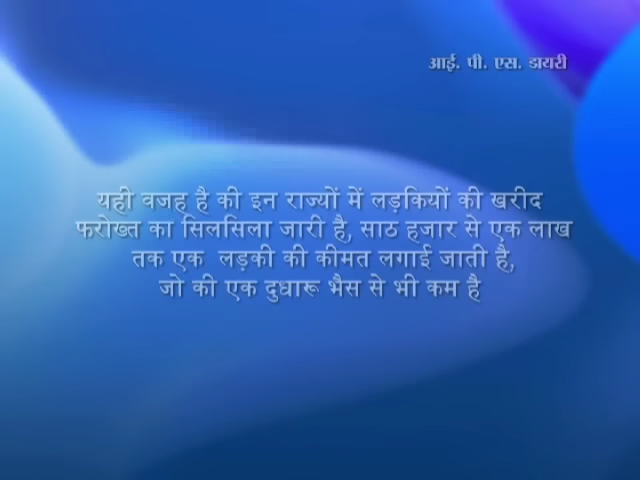 आई. पी. एस. डायरी
यही वजह है की इन राज्यों में लड़कियों की खरीद
फरोख्त का सिलसिला जारी है, साठ हजार से एक लाख
तक एक लड़की की कीमत लगाई जाती है,
जो की एक दुधारू भैस से भी कम है